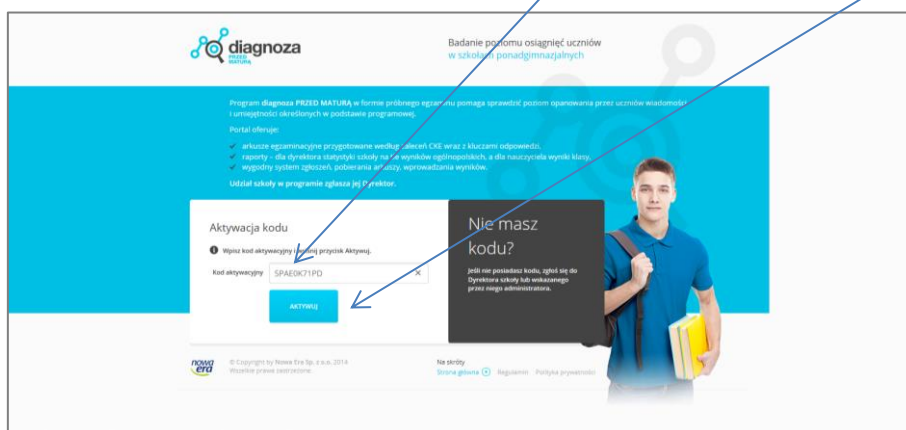 diagnoza
PRZED
MATURĄ
Badanie poziomu osiągnięć uczniów
w szkołach ponadgimnazjalnych
Program diagnoza PRZED MATURĄ w formie próbnego egzaminu pomaga sprawdzić poziom opanowania przez uczniów wiadomości
i umiejętności określonych w podstawie programowej.
Portal oferuje:
arkusze egzaminacyjne przygotowane według zaleceń CKE wraz z kluczami odpowiedzi,
raporty – dla dyrektora statystyki szkoły na tle wyników ogólnopolskich, a dla nauczyciela wyniki klasy,
wygodny system zgłoszeń, pobierania arkuszy, wprowadzania wyników.
Udział szkoły w programie zgłasza jej Dyrektor.
Aktywacja kodu
Wpisz kod aktywacyjny i wciśnij przycisk Aktywuj.
Kod aktywacyjny SPAE0K71PD ×
AKTYWUJ
Nie masz
kodu?
Jeśli nie posiadasz kodu, zgłoś się do
Dyrektora szkoły lub wskazanego
przez niego administratora.
nowa
era
© Copyright by Nowa Era Sp. z o.o. 2014
Wszelkie prawa zastrzeżone.
Na skróty
Strona główna Regulamin Polityka prywatności